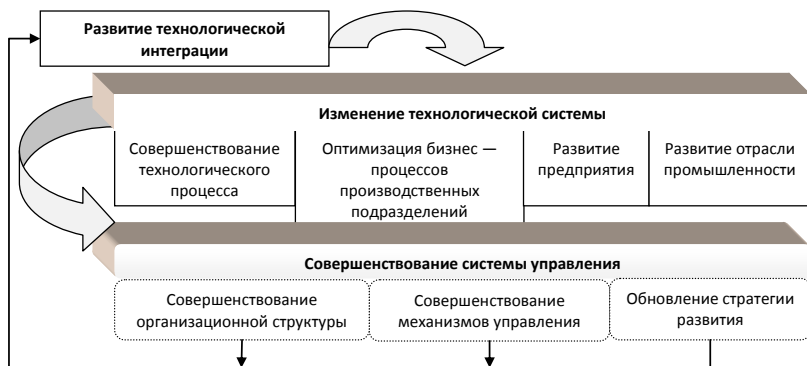 Развитие технологической
интеграции
Изменение технологической системы
Совершенствование
технологического
процесса
Оптимизация бизнес —
процессов
производственных
подразделений
Развитие
предприятия
Развитие отрасли
промышленности
Совершенствование системы управления
Совершенствование
организационной структуры
Совершенствование
механизмов управления
Обновление стратегии
развития